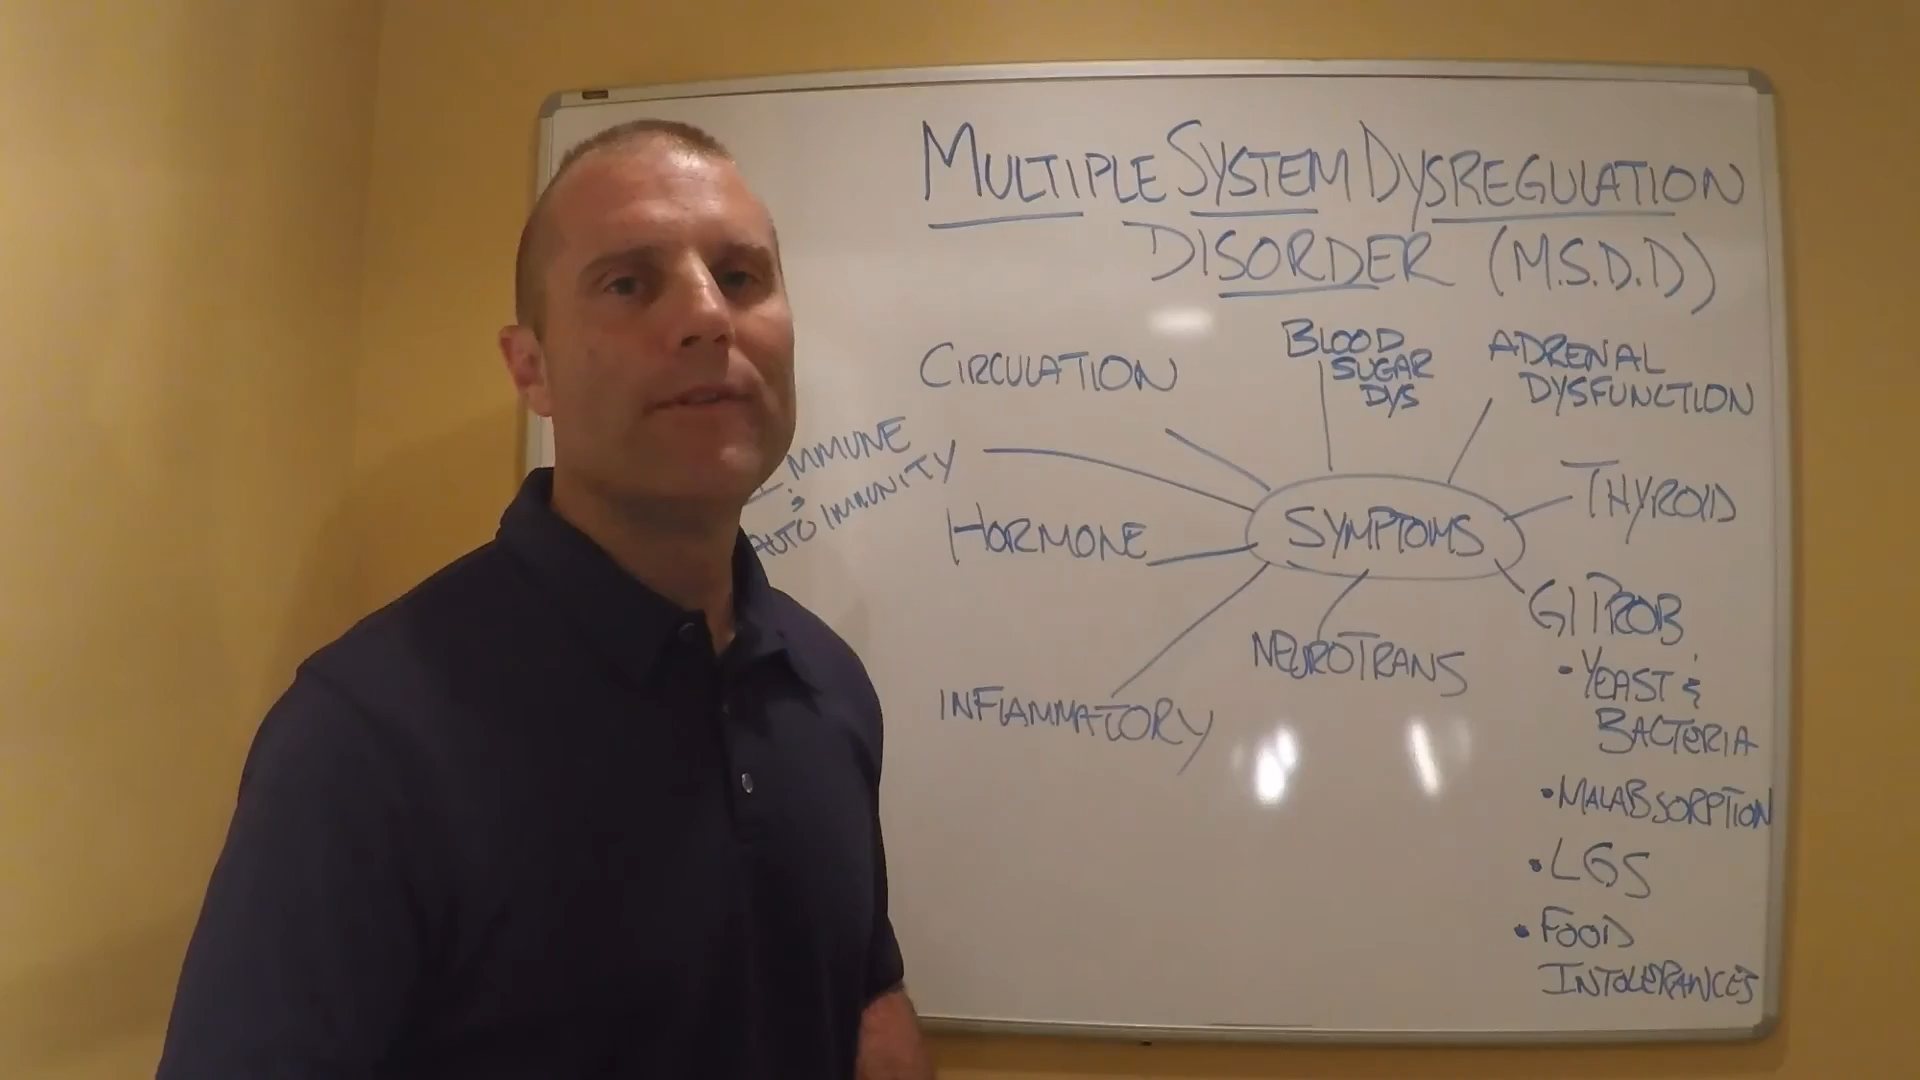 MULTIPLE SYSTEM DYSREGULATION
DISORDER (M.S.D.D)
CIRCULATION
BLOOD
SUGAR
DYS
ADRENAL
DYSFUNCTION
IMMUNE
&
AUTO IMMUNITY
HORMONE
SYMPTOMS
THYROID
INFLAMMATORY
NEUROTRANS
GI PROB
• YEAST &
BACTERIA
• MALABSORPTION
• LGS
• FOOD
INTOLERANCES